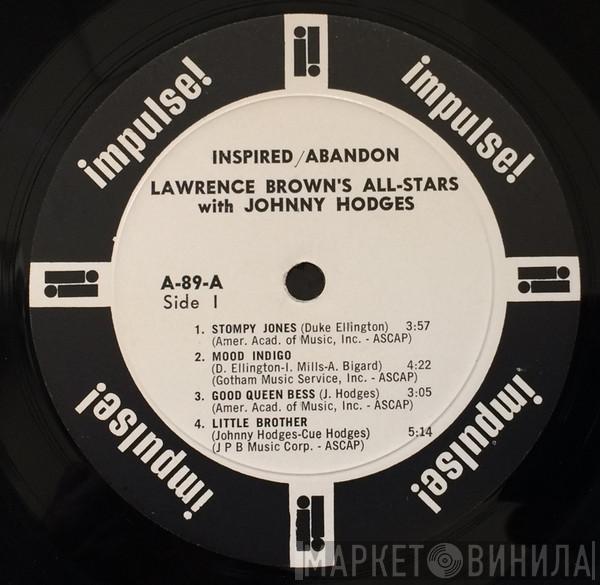 impulse!
impulse!
INSPIRED/ABANDON
LAWRENCE BROWN'S ALL-STARS
with JOHNNY HODGES
A-89-A
Side I
1. STOMPY JONES (Duke Ellington) 3:57
(Amer. Acad. of Music, Inc. - ASCAP)
2. MOOD INDIGO
(D. Ellington-I. Mills-A. Bigard) 4:22
(Gotham Music Service, Inc. - ASCAP)
3. GOOD QUEEN BESS (J. Hodges) 3:05
(Amer. Acad. of Music, Inc. - ASCAP)
4. LITTLE BROTHER
(Johnny Hodges-Cue Hodges) 5:14
(J P B Music Corp. - ASCAP)
impulse!
impulse!
МАРКЕТ ВИНИЛА